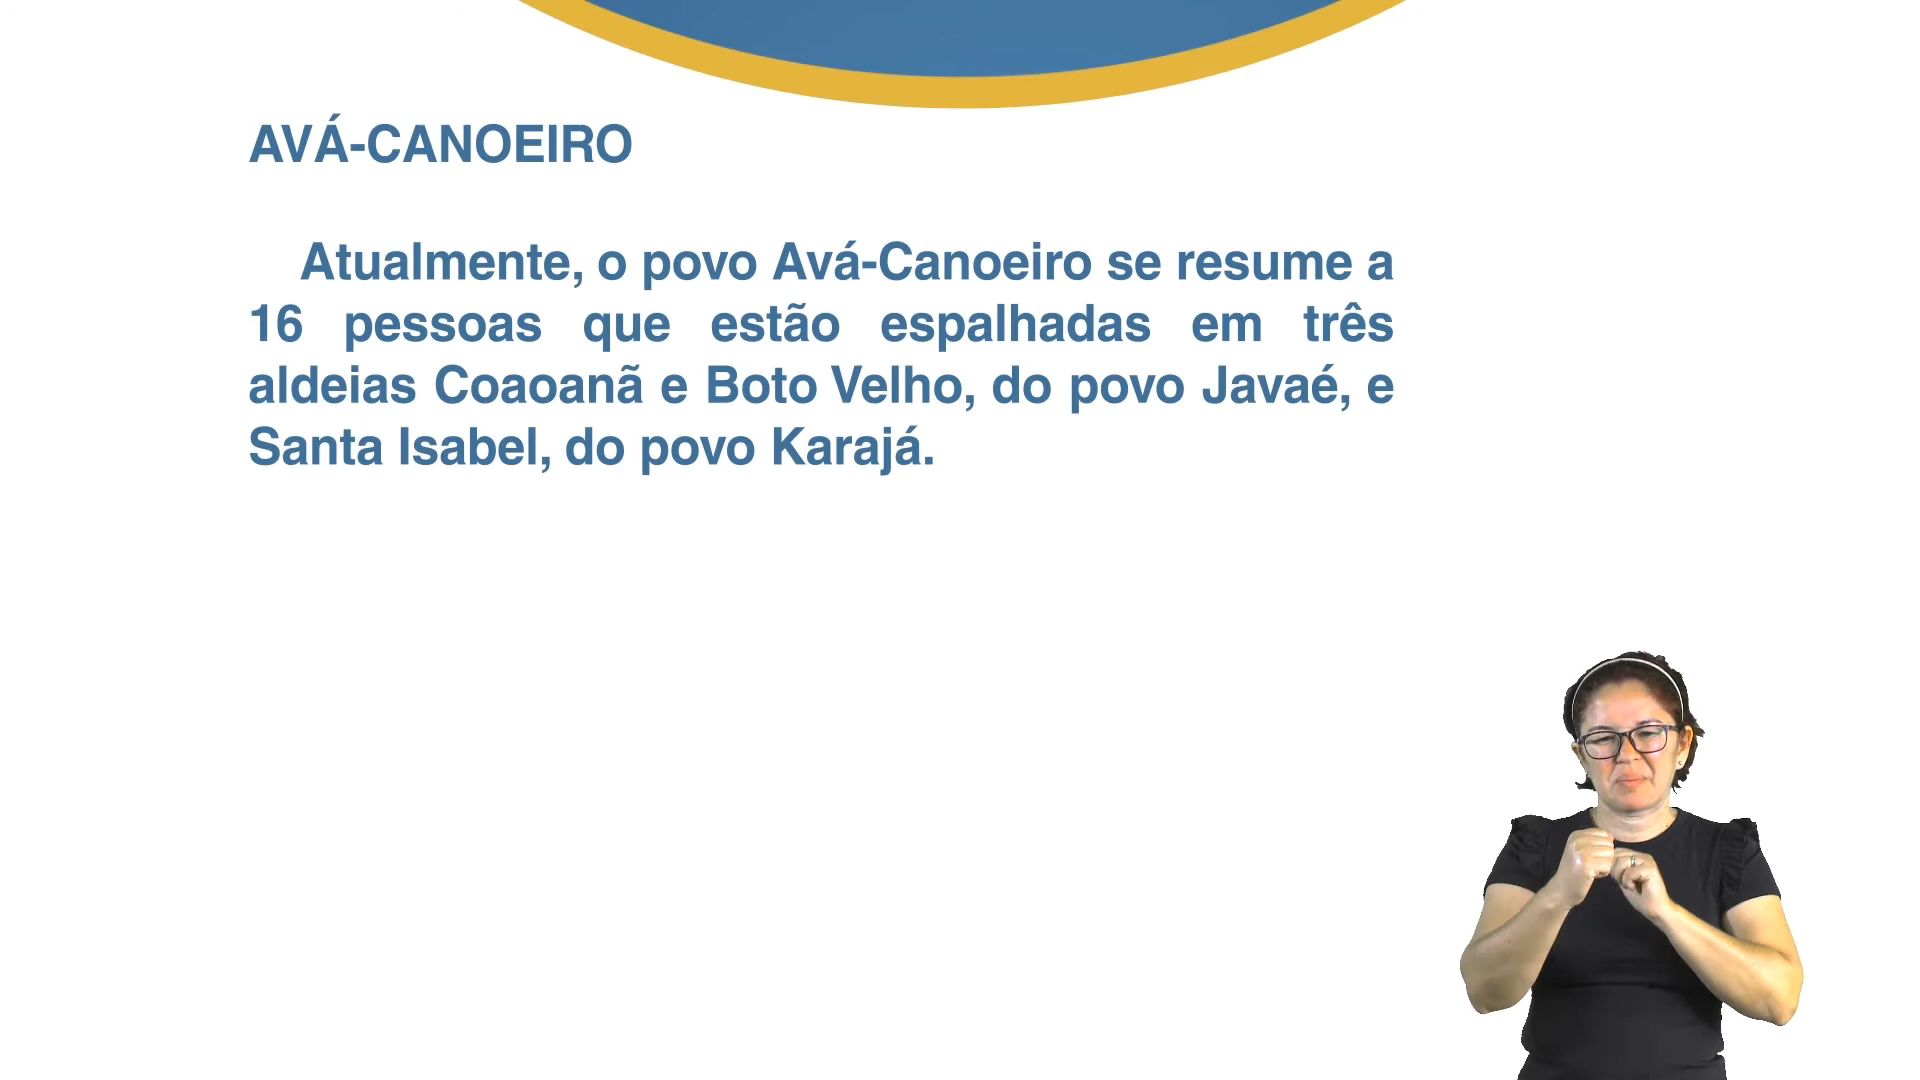 AVÁ-CANOEIRO
Atualmente, o povo Avá-Canoeiro se resume a
16 pessoas que estão espalhadas em três
aldeias Coaoanã e Boto Velho, do povo Javaé, e
Santa Isabel, do povo Karajá.